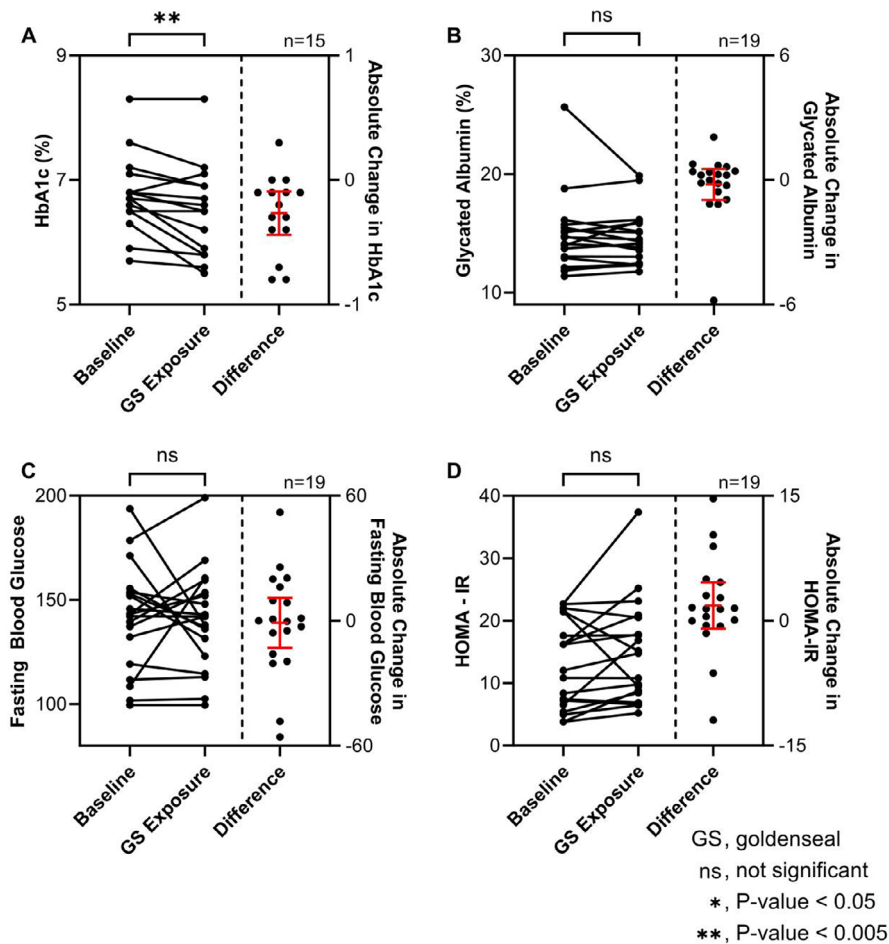 A
**
n=15
9
7
5
HbA1c (%)
1
0
-1
Absolute Change in HbA1c
Baseline
GS Exposure
Difference
B
ns
n=19
30
20
10
Glycated Albumin (%)
6
0
-6
Absolute Change in
Glycated Albumin
Baseline
GS Exposure
Difference
C
ns
n=19
200
150
100
Fasting Blood Glucose
60
0
-60
Absolute Change in
Fasting Blood Glucose
Baseline
GS Exposure
Difference
D
ns
n=19
40
30
20
10
0
HOMA - IR
15
0
-15
Absolute Change in
HOMA-IR
Baseline
GS Exposure
Difference
GS, goldenseal
ns, not significant
*, P-value < 0.05
**, P-value < 0.005